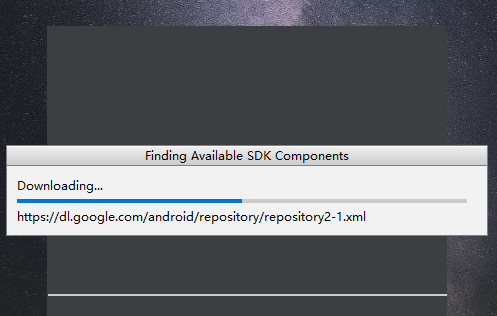 Finding Available SDK Components
Downloading...
https://dl.google.com/android/repository/repository2-1.xml